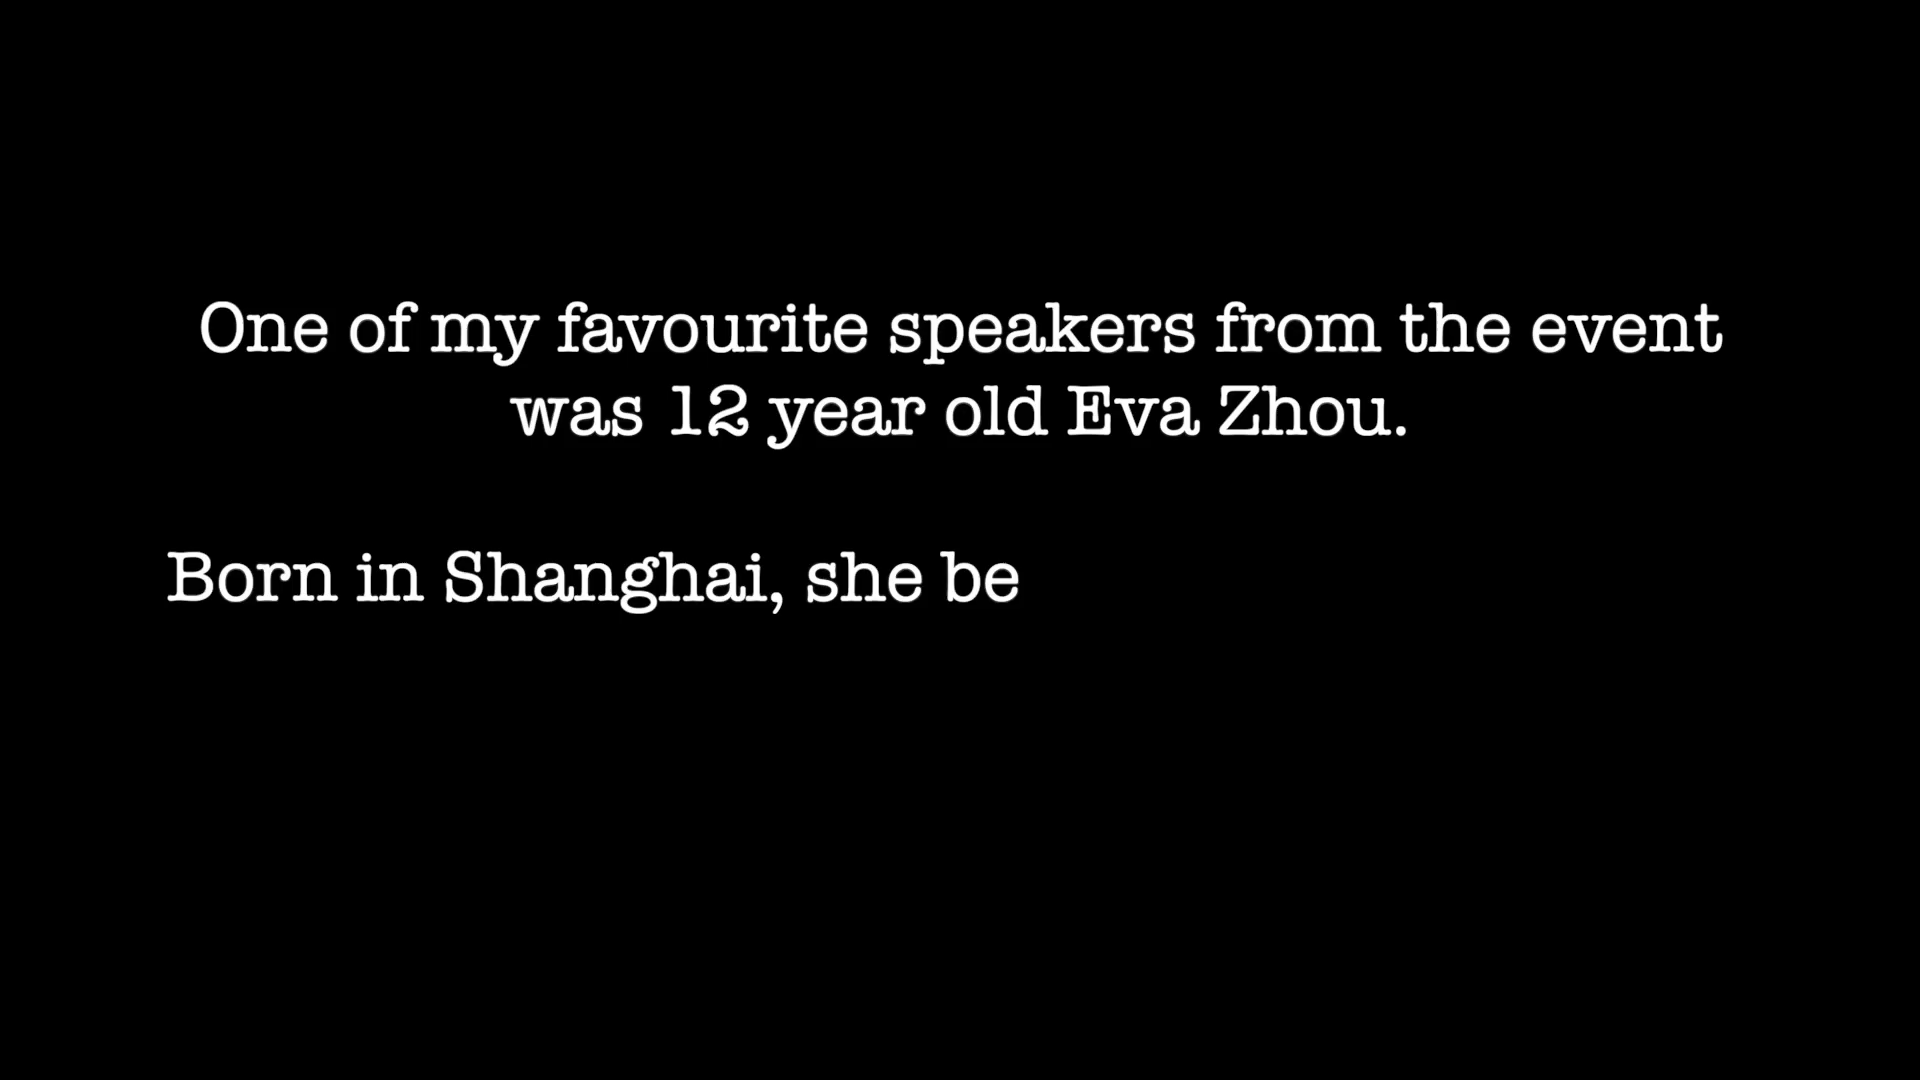 One of my favourite speakers from the event
was 12 year old Eva Zhou.
Born in Shanghai, she be